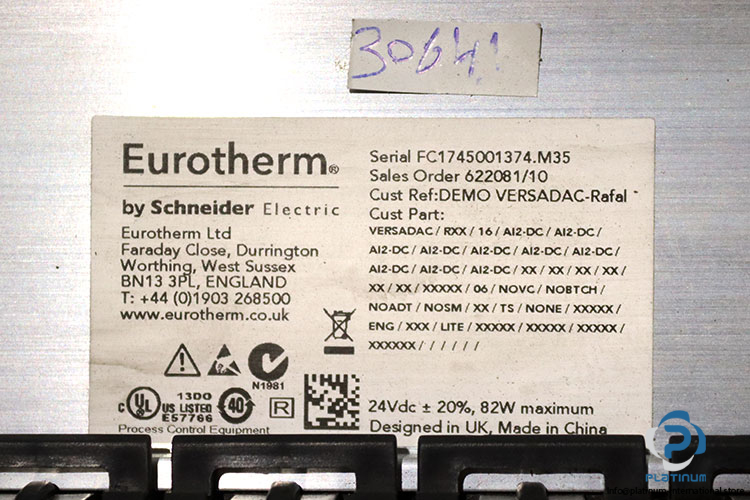 30641
Eurotherm®
by Schneider Electric
Eurotherm Ltd
Faraday Close, Durrington
Worthing, West Sussex
BN13 3PL, ENGLAND
T: +44 (0)1903 268500
www.eurotherm.co.uk
N1981
C UL US LISTED
13DO
E57766
40
R
Process Control Equipment
Serial FC1745001374.M35
Sales Order 622081/10
Cust Ref:DEMO VERSADAC-Rafal
Cust Part:
VERSADAC / RXX / 16 / AI2-DC / AI2-DC /
AI2-DC / AI2-DC / AI2-DC / AI2-DC / AI2-DC /
AI2-DC / AI2-DC / AI2-DC / XX / XX / XX / XX /
XX / XX / XXXXX / 06 / NOVC / NOBTCH /
NOADT / NOSM / XX / TS / NONE / XXXXX /
ENG / XXX / LITE / XXXXX / XXXXX / XXXXX /
XXXXXX / / / / / /
24Vdc ± 20%, 82W maximum
Designed in UK, Made in China
PLATINUM